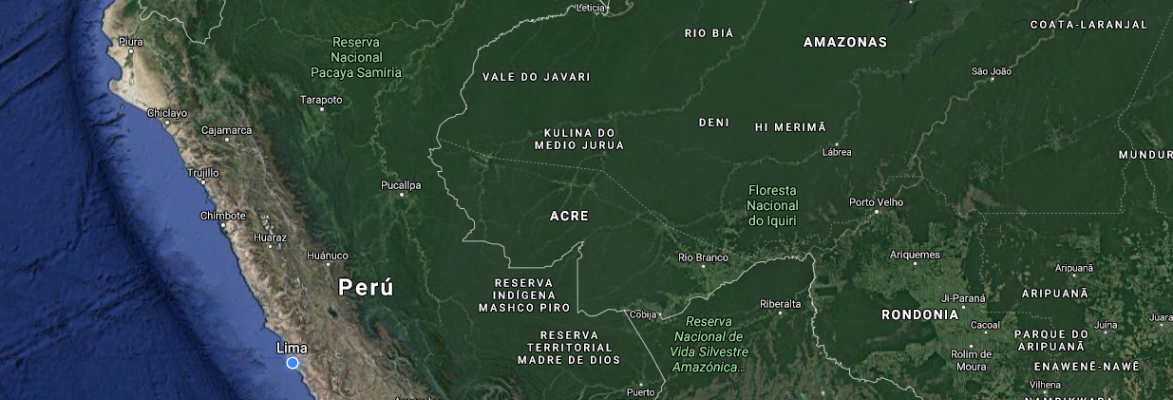 Leticia
COATA-LARANJAL
RIO BIÁ
AMAZONAS
Piura
Reserva
Nacional
Pacaya Samiria
VALE DO JAVARI
São João
Tarapoto
Chiclayo
Cajamarca
KULINA DO
MEDIO JURUA
DENI
HI MERIMÃ
Lábrea
MUNDUR
Trujillo
Pucallpa
Floresta
Nacional
do Iquiri
Porto Velho
Chimbote
ACRE
Huaraz
Huánuco
Rio Branco
Ariquemes
Aripuanã
Perú
RESERVA
INDÍGENA
MASHCO PIRO
ARIPUANÃ
Riberalta
Ji-Paraná
Cobija
RONDONIA
Reserva
Nacional de
Vida Silvestre
Amazónica...
Cacoal
Juina
Juara
RESERVA
TERRITORIAL
MADRE DE DIOS
PARQUE DO
ARIPUANÃ
Lima
Rolim de
Moura
ENAWENÊ-NAWÊ
Vilhena
Puerto